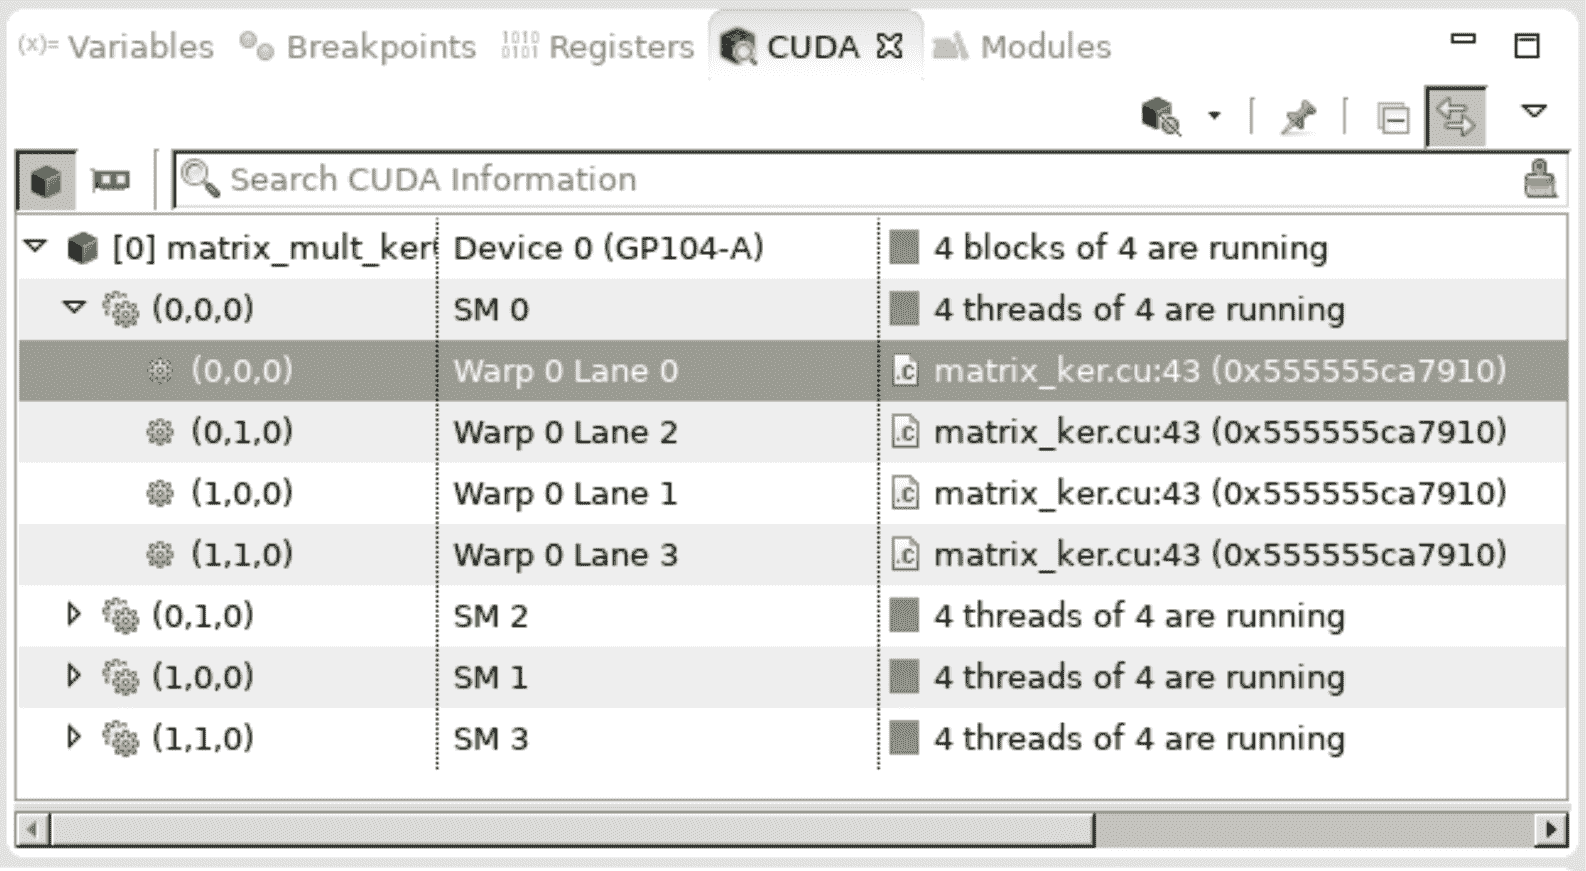 (x)= Variables Breakpoints 1010 0101 Registers CUDA Modules
Search CUDA Information
[0] matrix_mult_ker Device 0 (GP104-A) 4 blocks of 4 are running
(0,0,0) SM 0 4 threads of 4 are running
(0,0,0) Warp 0 Lane 0 .c matrix_ker.cu:43 (0x555555ca7910)
(0,1,0) Warp 0 Lane 2 .c matrix_ker.cu:43 (0x555555ca7910)
(1,0,0) Warp 0 Lane 1 .c matrix_ker.cu:43 (0x555555ca7910)
(1,1,0) Warp 0 Lane 3 .c matrix_ker.cu:43 (0x555555ca7910)
(0,1,0) SM 2 4 threads of 4 are running
(1,0,0) SM 1 4 threads of 4 are running
(1,1,0) SM 3 4 threads of 4 are running